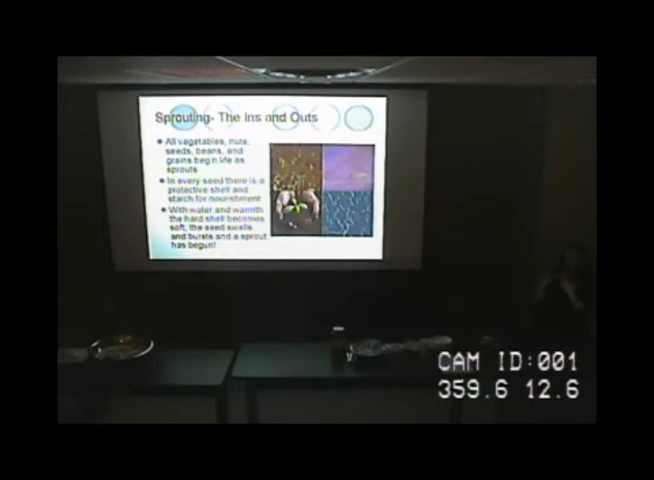 Sprouting- The Ins and Outs
All vegetables, nuts,
seeds, beans, and
grains begin life as
sprouts
In every seed there is a
protective shell and
starch for nourishment
With water and warmth
the hard shell becomes
soft, the seed swells
and bursts and a sprout
has begun!
CAM ID:001
359.6 12.6